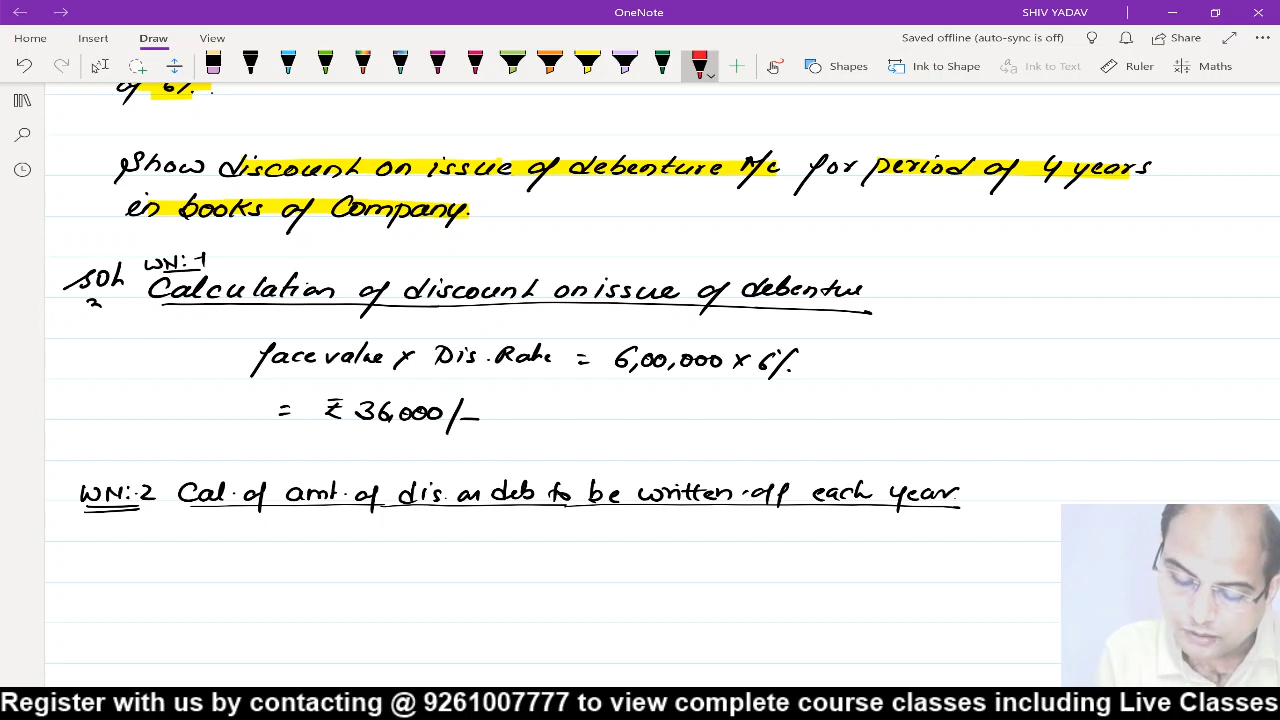 OneNote
SHIV YADAV
Home Insert Draw View
Saved offline (auto-sync is off)
Share
Shapes
Ink to Shape
Ink to Text
Ruler
Maths
of 6%.
Show discount on issue of debenture A/c for period of 4 years
in books of Company.
WN:-1
Soln
Calculation of discount on issue of debenture
face value x Dis. Rate = 6,00,000 x 6%
= ₹ 36,000/-
WN:-2 Cal. of amt. of dis. on deb to be written-off each year.
Register with us by contacting @ 9261007777 to view complete course classes including Live Classes